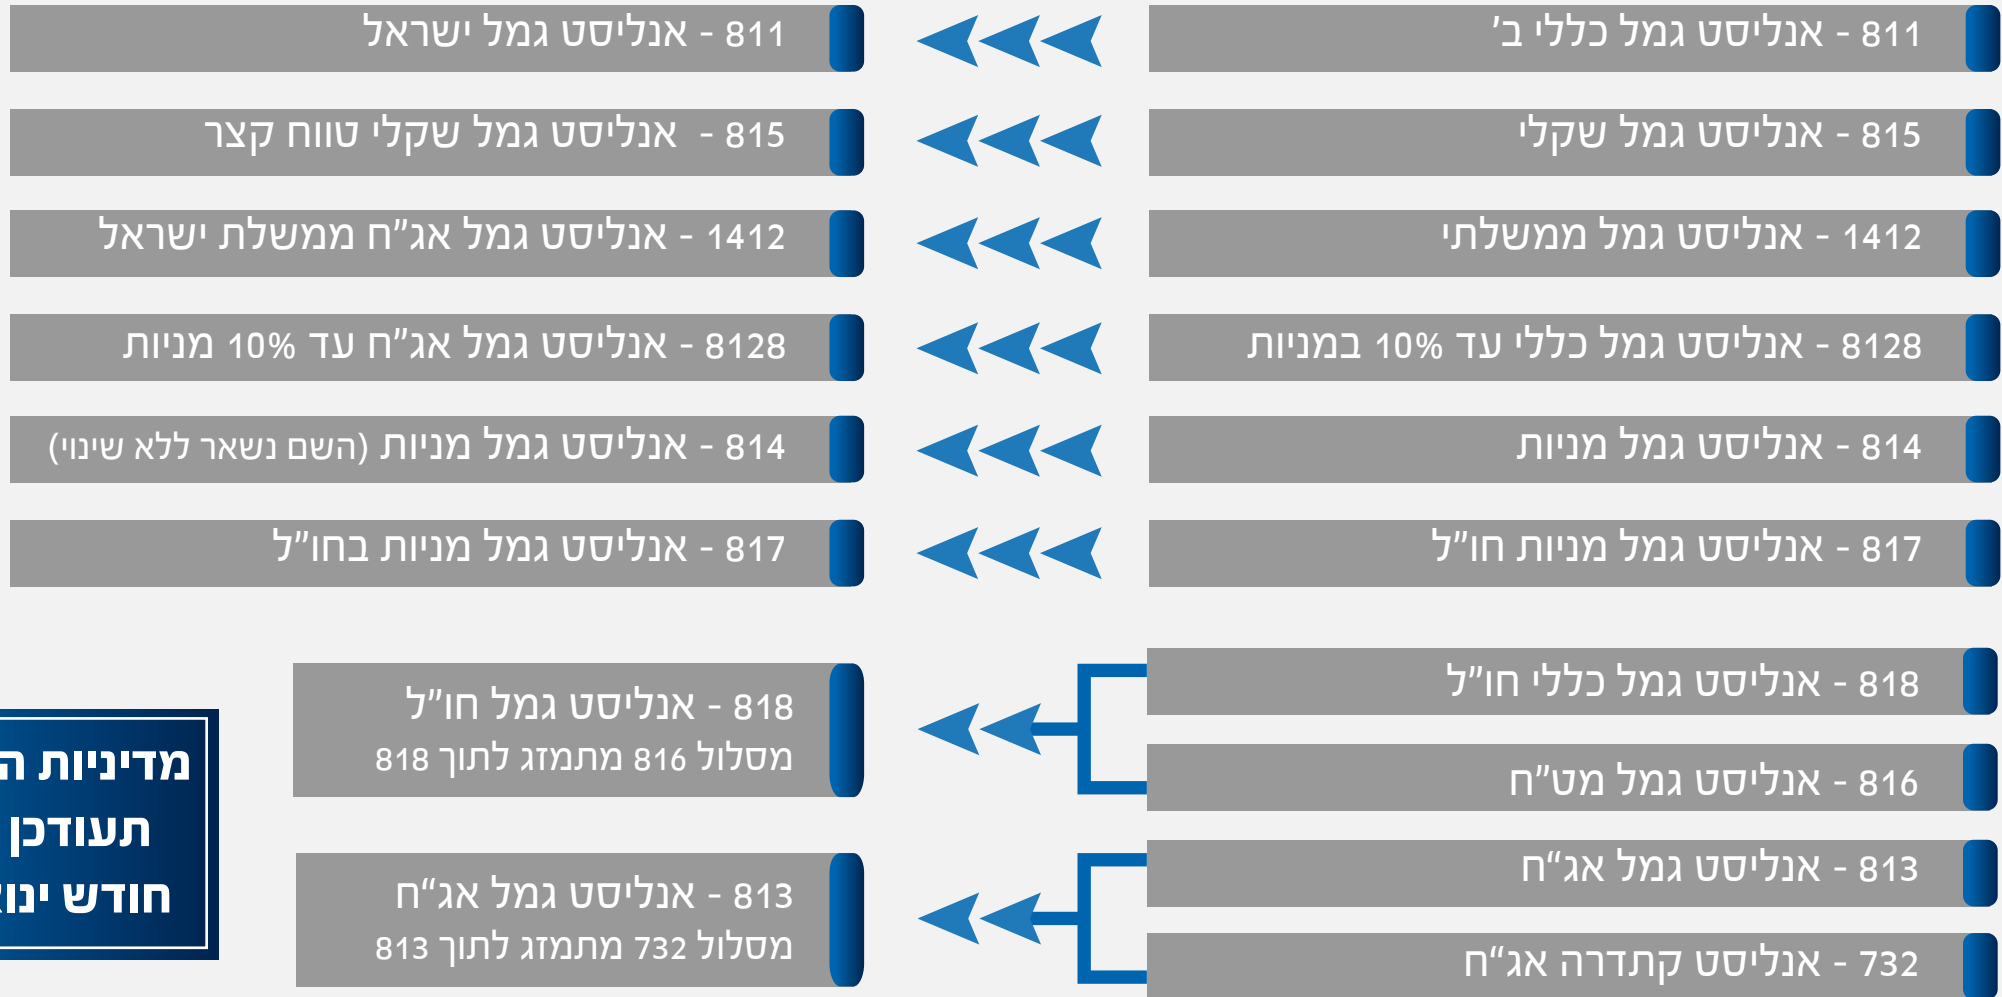 811 - אנליסט גמל כללי ב'
811 - אנליסט גמל ישראל
815 - אנליסט גמל שקלי
815 - אנליסט גמל שקלי טווח קצר
1412 - אנליסט גמל ממשלתי
1412 - אנליסט גמל אג"ח ממשלת ישראל
8128 - אנליסט גמל כללי עד 10% במניות
8128 - אנליסט גמל אג"ח עד 10% מניות
814 - אנליסט גמל מניות
814 - אנליסט גמל מניות (השם נשאר ללא שינוי)
817 - אנליסט גמל מניות חו"ל
817 - אנליסט גמל מניות בחו"ל
818 - אנליסט גמל כללי חו"ל
816 - אנליסט גמל מט"ח
818 - אנליסט גמל חו"ל
מסלול 816 מתמזג לתוך 818
813 - אנליסט גמל אג"ח
732 - אנליסט קתדרה אג"ח
813 - אנליסט גמל אג"ח
מסלול 732 מתמזג לתוך 813
מדיניות
תעודכן
חודש